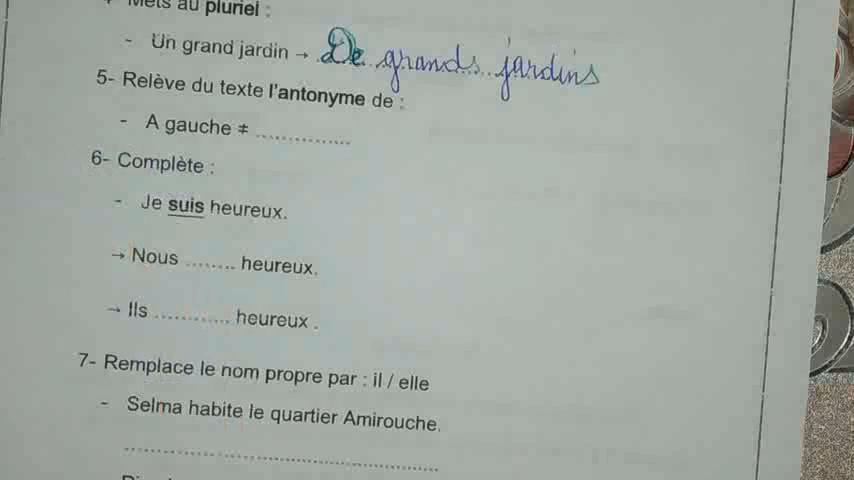 Mets au pluriel :
- Un grand jardin → De grands jardins
5- Relève du texte l'antonyme de :
- A gauche ≠ ...............
6- Complète :
- Je suis heureux.
→ Nous ........ heureux.
→ Ils ............ heureux .
7- Remplace le nom propre par : il / elle
- Selma habite le quartier Amirouche.